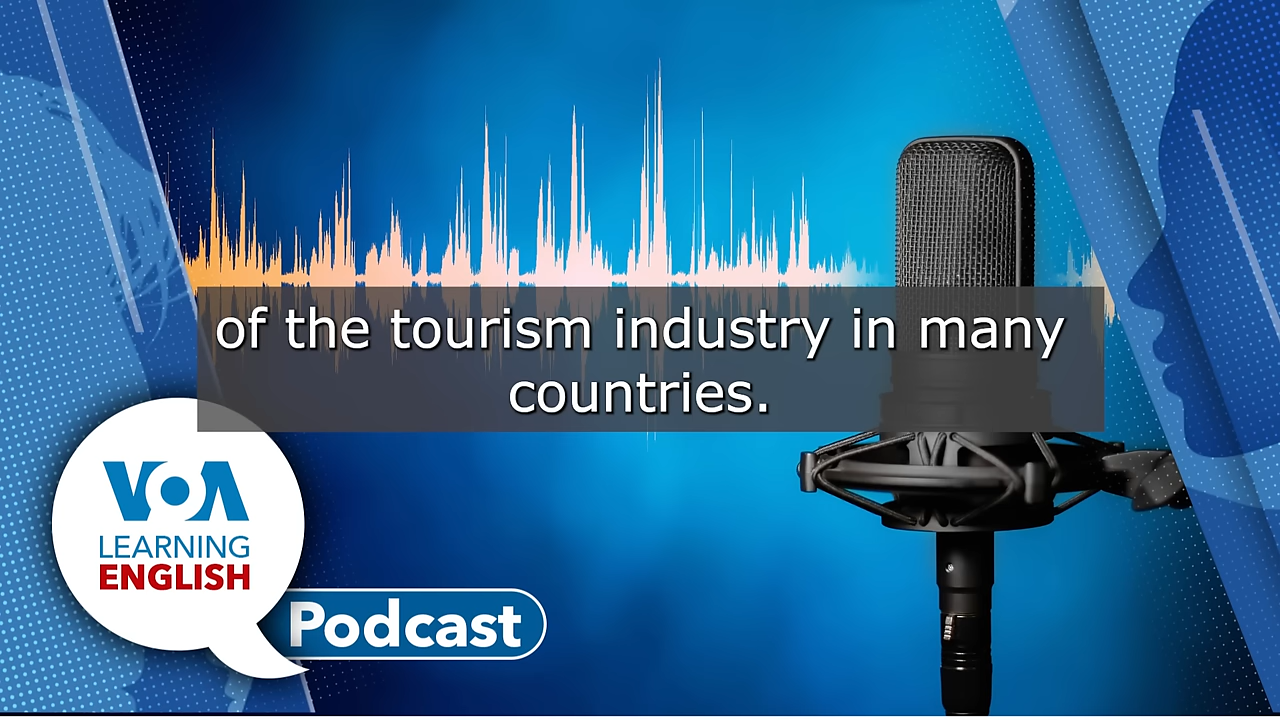 of the tourism industry in many
countries.
VOA
LEARNING
ENGLISH
Podcast